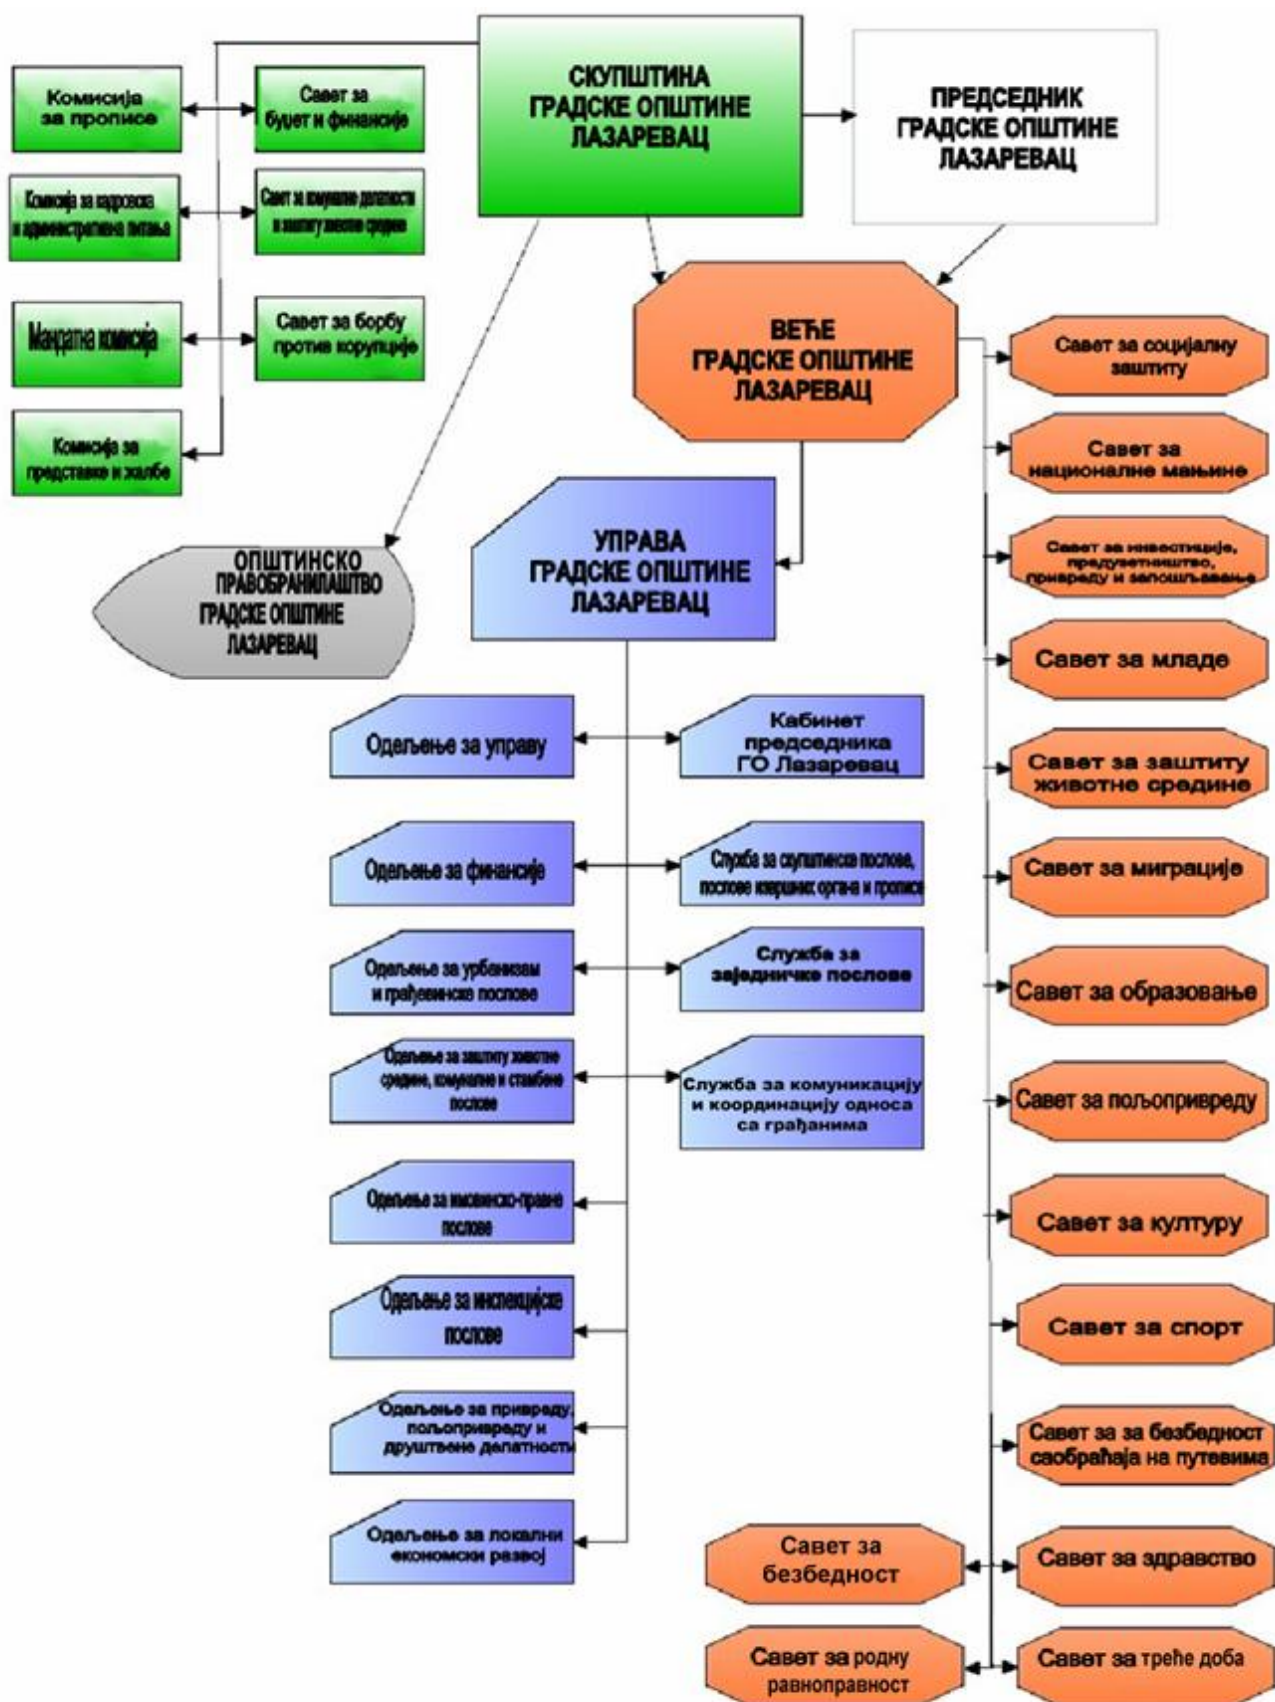 СКУПШТИНА
ГРАДСКЕ ОПШТИНЕ
ЛАЗАРЕВАЦ
ПРЕДСЕДНИК
ГРАДСКЕ ОПШТИНЕ
ЛАЗАРЕВАЦ
Комисија
за прописе
Савет за
буџет и финансије
Комисија за кадровска
и административна питања
Савет за комуналне делатности
и заштиту животне средине
Мандатна комисија
Савет за борбу
против корупције
Комисија за
представке и жалбе
ВЕЋЕ
ГРАДСКЕ ОПШТИНЕ
ЛАЗАРЕВАЦ
ОПШТИНСКО
ПРАВОБРАНИЛАШТВО
ГРАДСКЕ ОПШТИНЕ
ЛАЗАРЕВАЦ
УПРАВА
ГРАДСКЕ ОПШТИНЕ
ЛАЗАРЕВАЦ
Одељење за управу
Кабинет
председника
ГО Лазаревац
Одељење за финансије
Служба за скупштинске послове,
послове извршних органа и прописе
Одељење за урбанизам
и грађевинске послове
Служба за
заједничке послове
Одељење за заштиту животне
средине, комуналне и стамбене
послове
Служба за комуникацију
и координацију односа
са грађанима
Одељење за имовинско-правне
послове
Одељење за инспекцијске
послове
Одељење за привреду,
пољопривреду и
друштвене делатности
Одељење за локални
економски развој
Савет за социјалну
заштиту
Савет за
националне мањине
Савет за инвестиције,
предузетништво,
привреду и запошљавање
Савет за младе
Савет за заштиту
животне средине
Савет за миграције
Савет за образовање
Савет за пољопривреду
Савет за културу
Савет за спорт
Савет за за безбедност
саобраћаја на путевима
Савет за
безбедност
Савет за здравство
Савет за родну
равноправност
Савет за треће доба